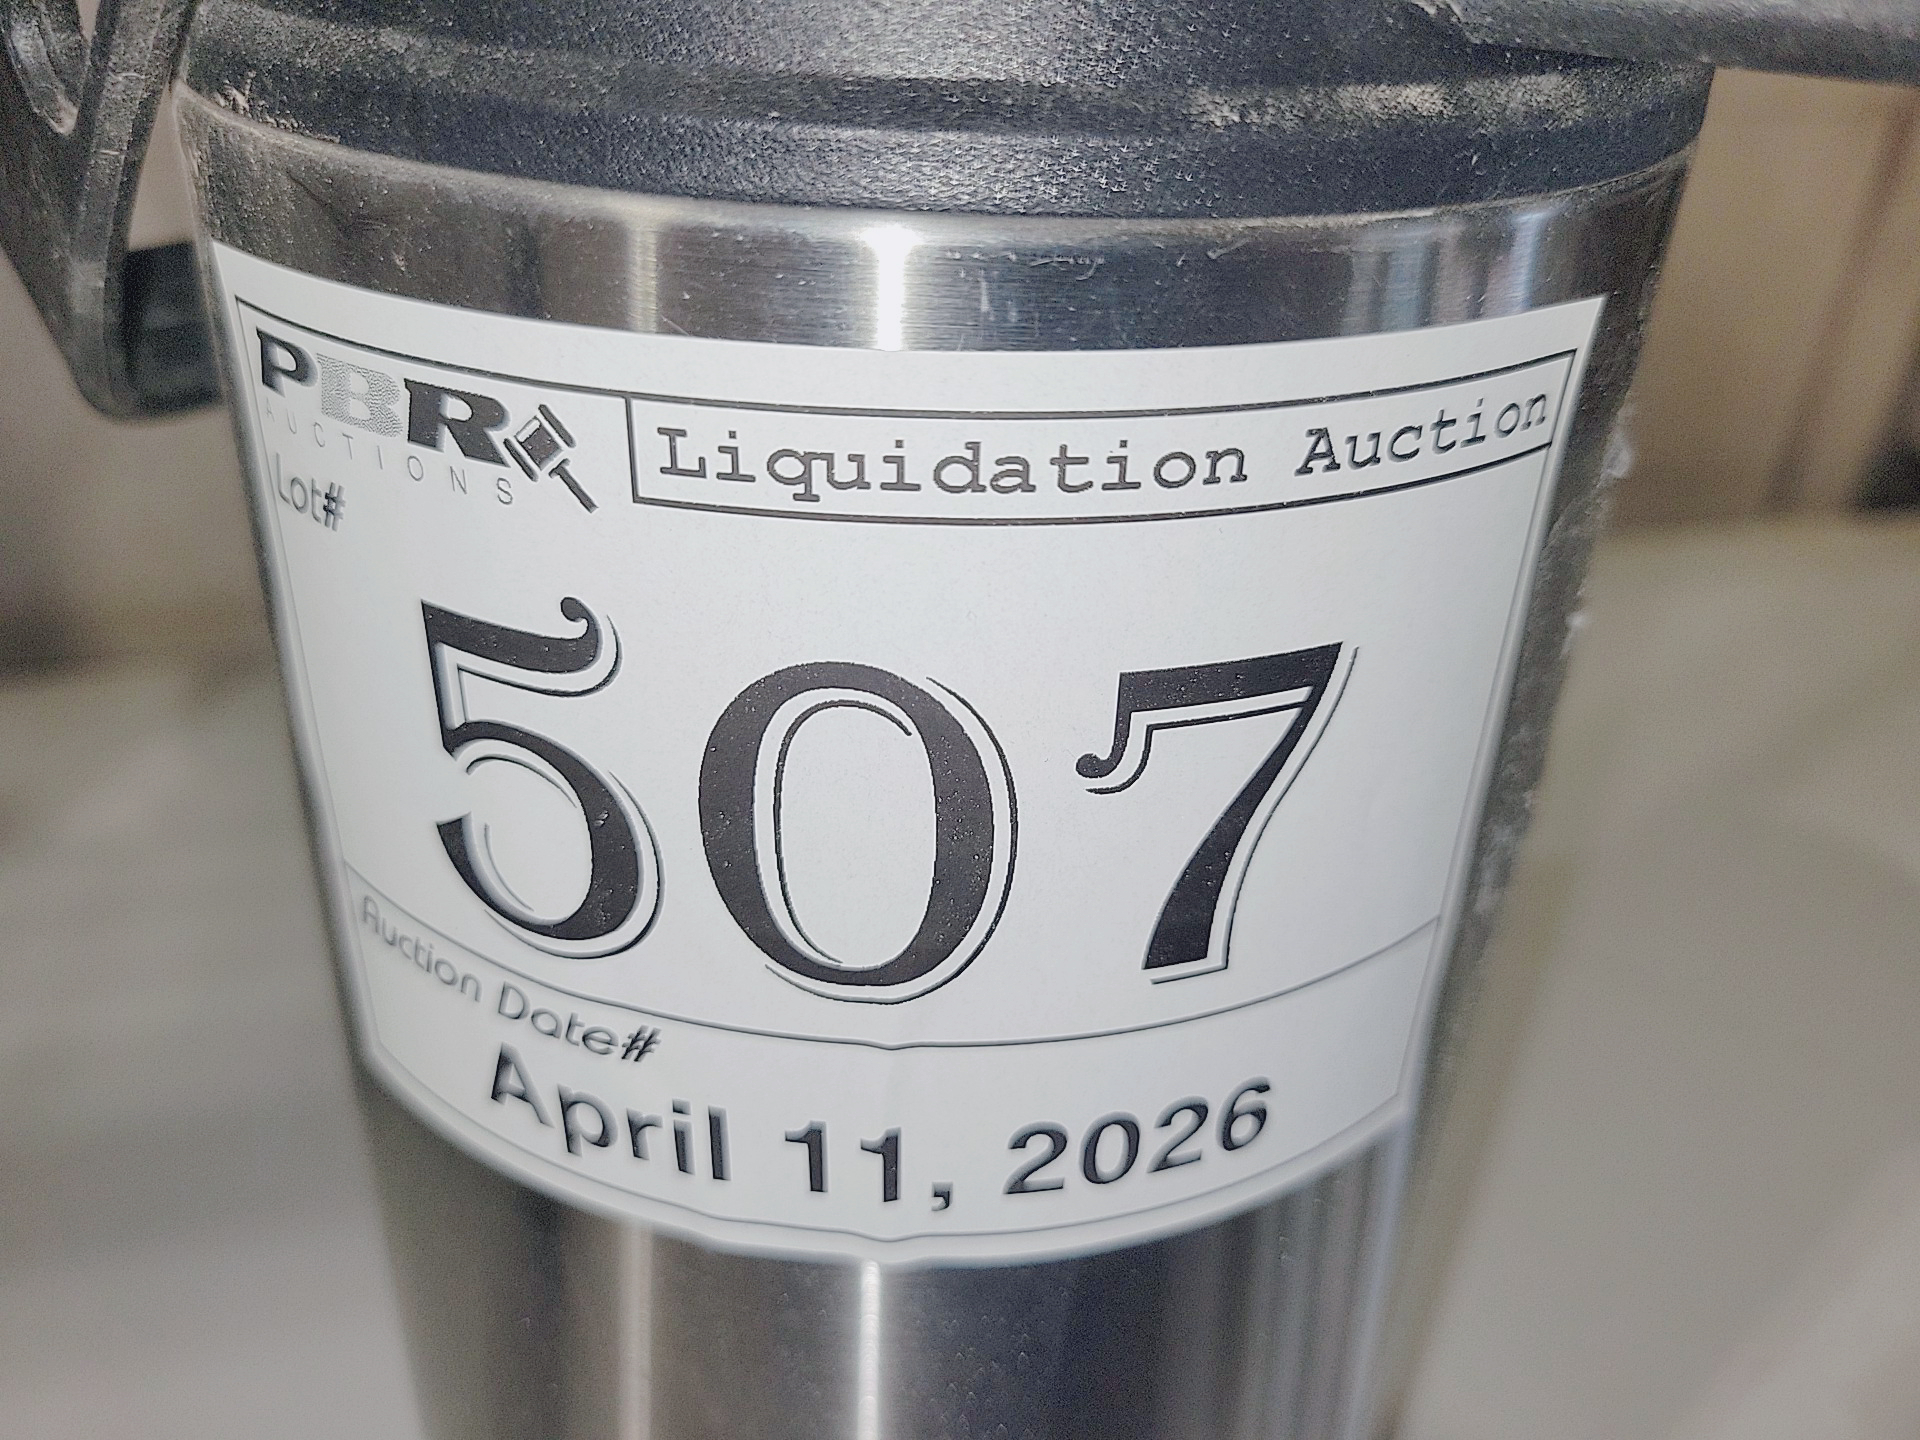 PBR
AUCTIONS
Liquidation Auction
Lot#
507
Auction Date#
April 11, 2026